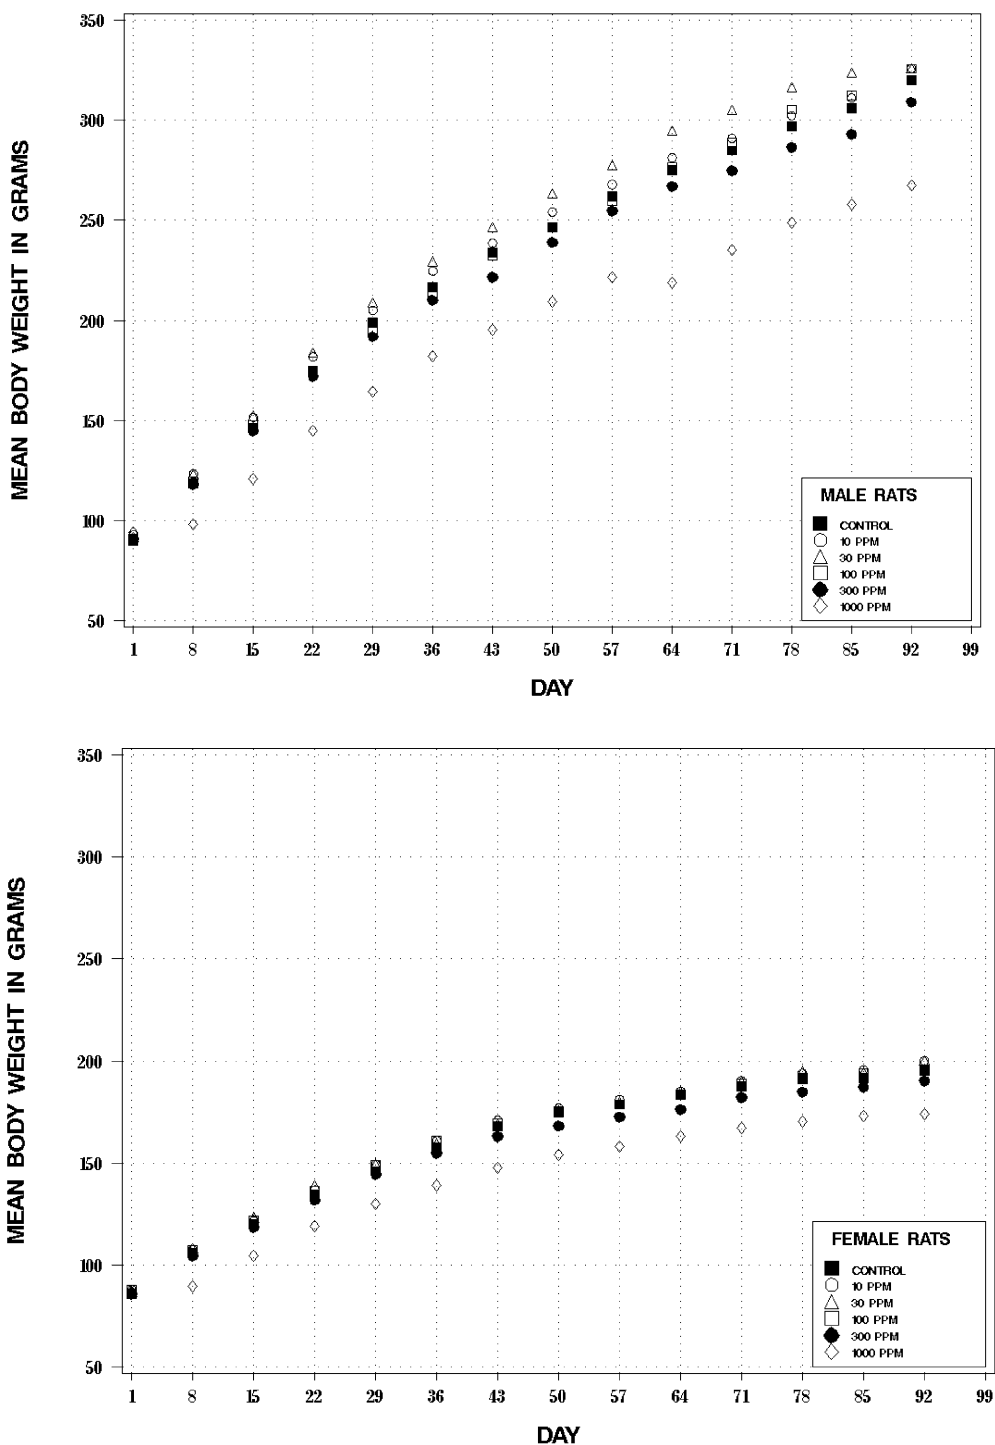 350
300
250
200
150
100
50
MEAN BODY WEIGHT IN GRAMS
MALE RATS
CONTROL
10 PPM
30 PPM
100 PPM
300 PPM
1000 PPM
1 8 15 22 29 36 43 50 57 64 71 78 85 92 99
DAY
350
300
250
200
150
100
50
MEAN BODY WEIGHT IN GRAMS
FEMALE RATS
CONTROL
10 PPM
30 PPM
100 PPM
300 PPM
1000 PPM
1 8 15 22 29 36 43 50 57 64 71 78 85 92 99
DAY